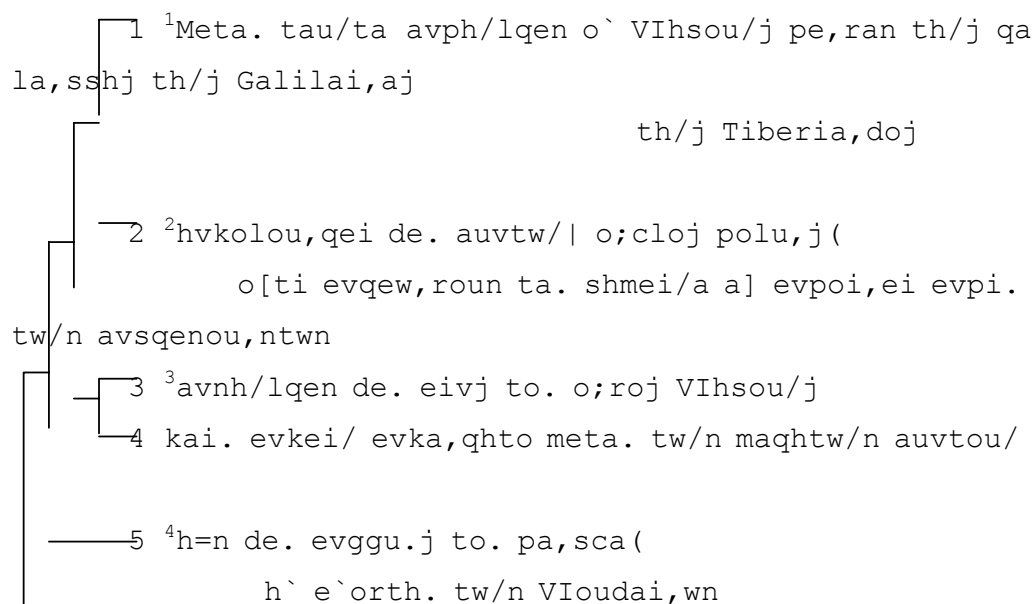 1 ¹Meta. tau/ta avph/lqen o` VIhsou/j pe,ran th/j qa
la,sshj th/j Galilai,aj
th/j Tiberia,doj
2 ²hvkolou,qei de. auvtw/| o;cloj polu,j(
o[ti evqew,roun ta. shmei/a a] evpoi,ei evpi.
tw/n avsqenou,ntwn
3 ³avnh/lqen de. eivj to. o;roj VIhsou/j
4 kai. evkei/ evka,qhto meta. tw/n maqhtw/n auvtou/
5 ⁴h=n de. evggu.j to. pa,sca(
h` e`orth. tw/n VIoudai,wn